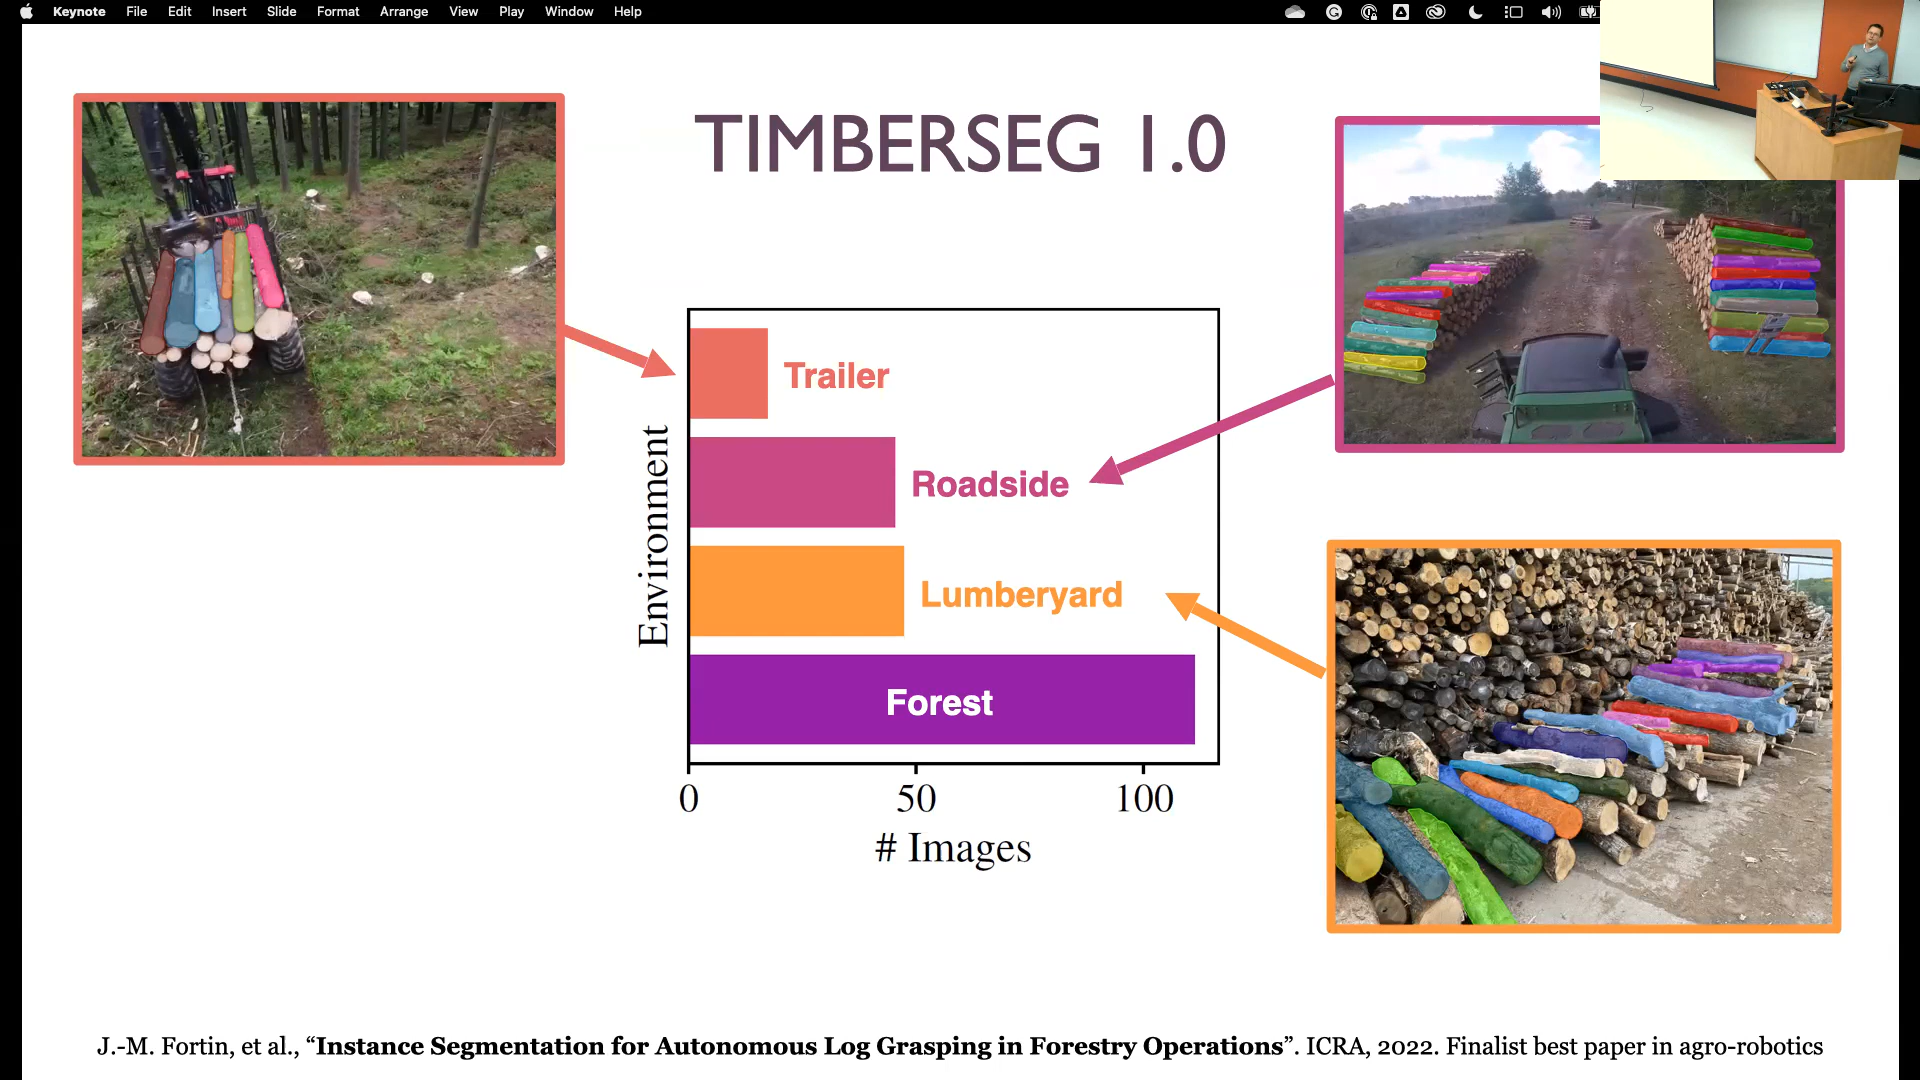 Keynote File Edit Insert Slide Format Arrange View Play Window Help
TIMBERSEG 1.0
Trailer
Roadside
Lumberyard
Forest
Environment
0 50 100
# Images
J.-M. Fortin, et al., “Instance Segmentation for Autonomous Log Grasping in Forestry Operations”. ICRA, 2022. Finalist best paper in agro-robotics